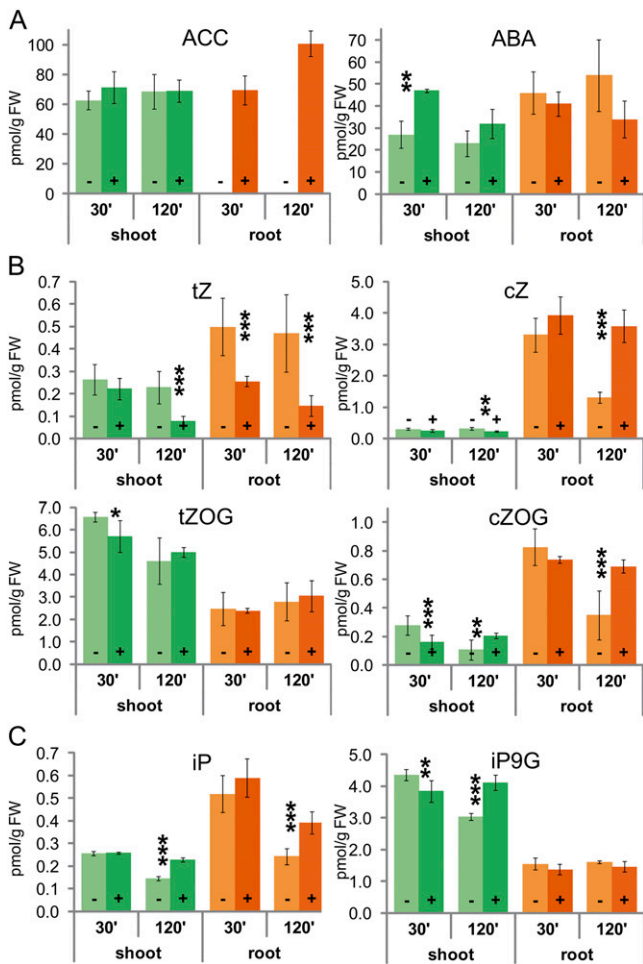 A
ACC
pmol/g FW
100
80
60
40
20
0
- + - + - + - +
30' 120' 30' 120'
shoot root
ABA
pmol/g FW
70
60
50
40
30
20
10
0
**
- + - + - + - +
30' 120' 30' 120'
shoot root
B
tZ
pmol/g FW
0.7
0.6
0.5
0.4
0.3
0.2
0.1
0.0
*** *** ***
- + - + - + - +
30' 120' 30' 120'
shoot root
cZ
pmol/g FW
5.0
4.0
3.0
2.0
1.0
0.0
** ***
- + - + - + - +
30' 120' 30' 120'
shoot root
tZOG
pmol/g FW
7.0
6.0
5.0
4.0
3.0
2.0
1.0
0.0
*
- + - + - + - +
30' 120' 30' 120'
shoot root
cZOG
pmol/g FW
1.0
0.8
0.6
0.4
0.2
0.0
*** ** ***
- + - + - + - +
30' 120' 30' 120'
shoot root
C
iP
pmol/g FW
0.7
0.6
0.5
0.4
0.3
0.2
0.1
0.0
*** ***
- + - + - + - +
30' 120' 30' 120'
shoot root
iP9G
pmol/g FW
5.0
4.0
3.0
2.0
1.0
0.0
** ***
- + - + - + - +
30' 120' 30' 120'
shoot root